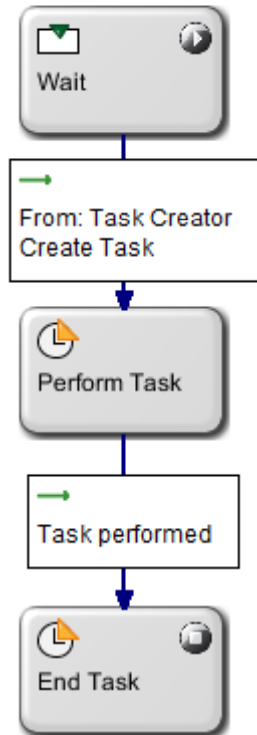 Wait
From: Task Creator
Create Task
Perform Task
Task performed
End Task